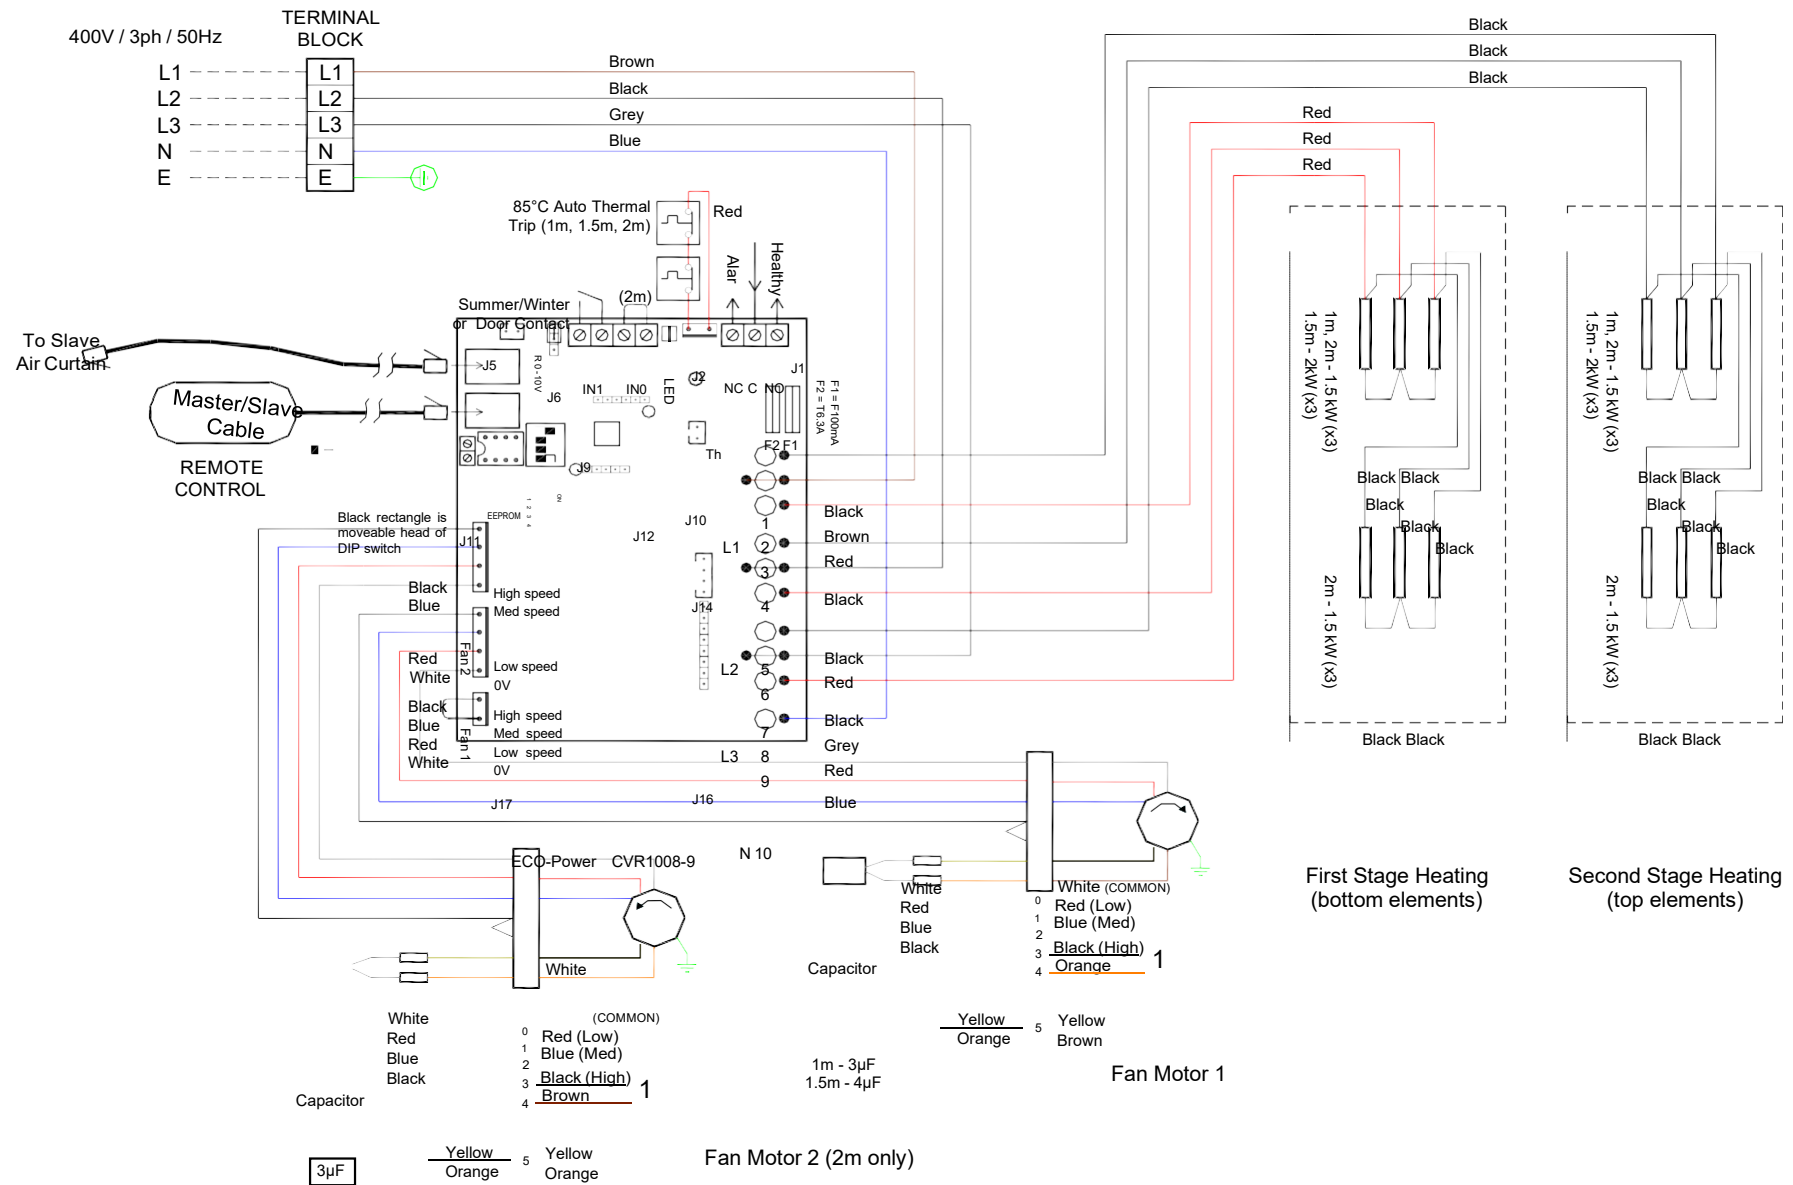 TERMINAL
BLOCK
400V / 3ph / 50Hz
L1
L2
L3
N
E
L1
L2
L3
N
E
Brown
Black
Grey
Blue
Black
Black
Black
Red
Red
Red
85°C Auto Thermal
Trip (1m, 1.5m, 2m)
Red
(2m)
Alar
Healthy
Summer/Winter
or Door Contact
To Slave
Air Curtain
Master/Slave
Cable
REMOTE
CONTROL
J5
R 0-10V
J6
IN1
IN0
LED
J2
NC C NO
J1
F1 = F100mA
F2 = T6.3A
F2 F1
Th
J9
1 2 3 4
ON
EEPROM
Black rectangle is
moveable head of
DIP switch
J11
J12
J10
J14
L1
L2
L3
N 10
1
2
3
4
5
6
7
8
9
Black
Brown
Red
Black
Black
Red
Black
Grey
Red
Blue
Black
Blue
Red
White
Black
Blue
Red
White
High speed
Med speed
Low speed
0V
Fan 2
High speed
Med speed
Low speed
0V
Fan 1
J17
J16
ECO-Power CVR1008-9
1m, 2m - 1.5 kW (x3)
1.5m - 2kW (x3)
Black Black
Black
Black
Black
2m - 1.5 kW (x3)
Black Black
1m, 2m - 1.5 kW (x3)
1.5m - 2kW (x3)
Black Black
Black
Black
Black
2m - 1.5 kW (x3)
Black Black
First Stage Heating
(bottom elements)
Second Stage Heating
(top elements)
White
Red
Blue
Black
Capacitor
White (COMMON)
0
Red (Low)
1
Blue (Med)
2
Black (High)
3
Orange
4
1
Yellow
Orange
5
Yellow
Brown
1m - 3µF
1.5m - 4µF
Fan Motor 1
White
White
Red
Blue
Black
Capacitor
(COMMON)
0
Red (Low)
1
Blue (Med)
2
Black (High)
3
Brown
4
1
Yellow
Orange
5
Yellow
Orange
3µF
Fan Motor 2 (2m only)